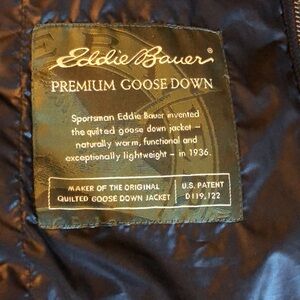 Eddie Bauer®
PREMIUM GOOSE DOWN
Sportsman Eddie Bauer invented
the quilted goose down jacket —
naturally warm, functional and
exceptionally lightweight — in 1936.
MAKER OF THE ORIGINAL
QUILTED GOOSE DOWN JACKET
U.S. PATENT
D119,122